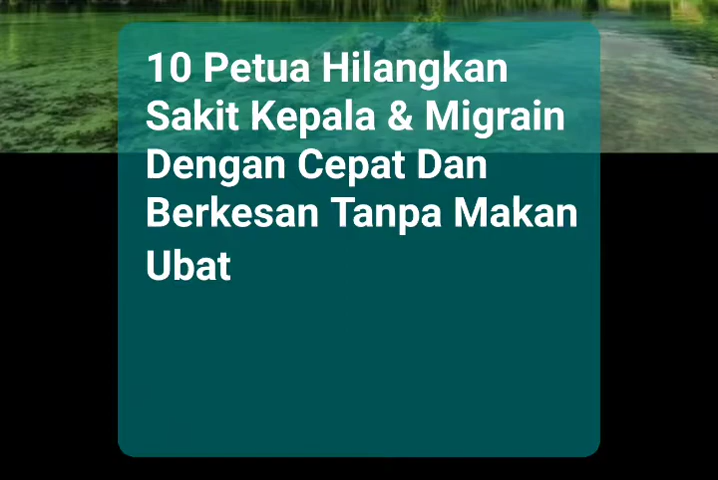 10 Petua Hilangkan
Sakit Kepala & Migrain
Dengan Cepat Dan
Berkesan Tanpa Makan
Ubat